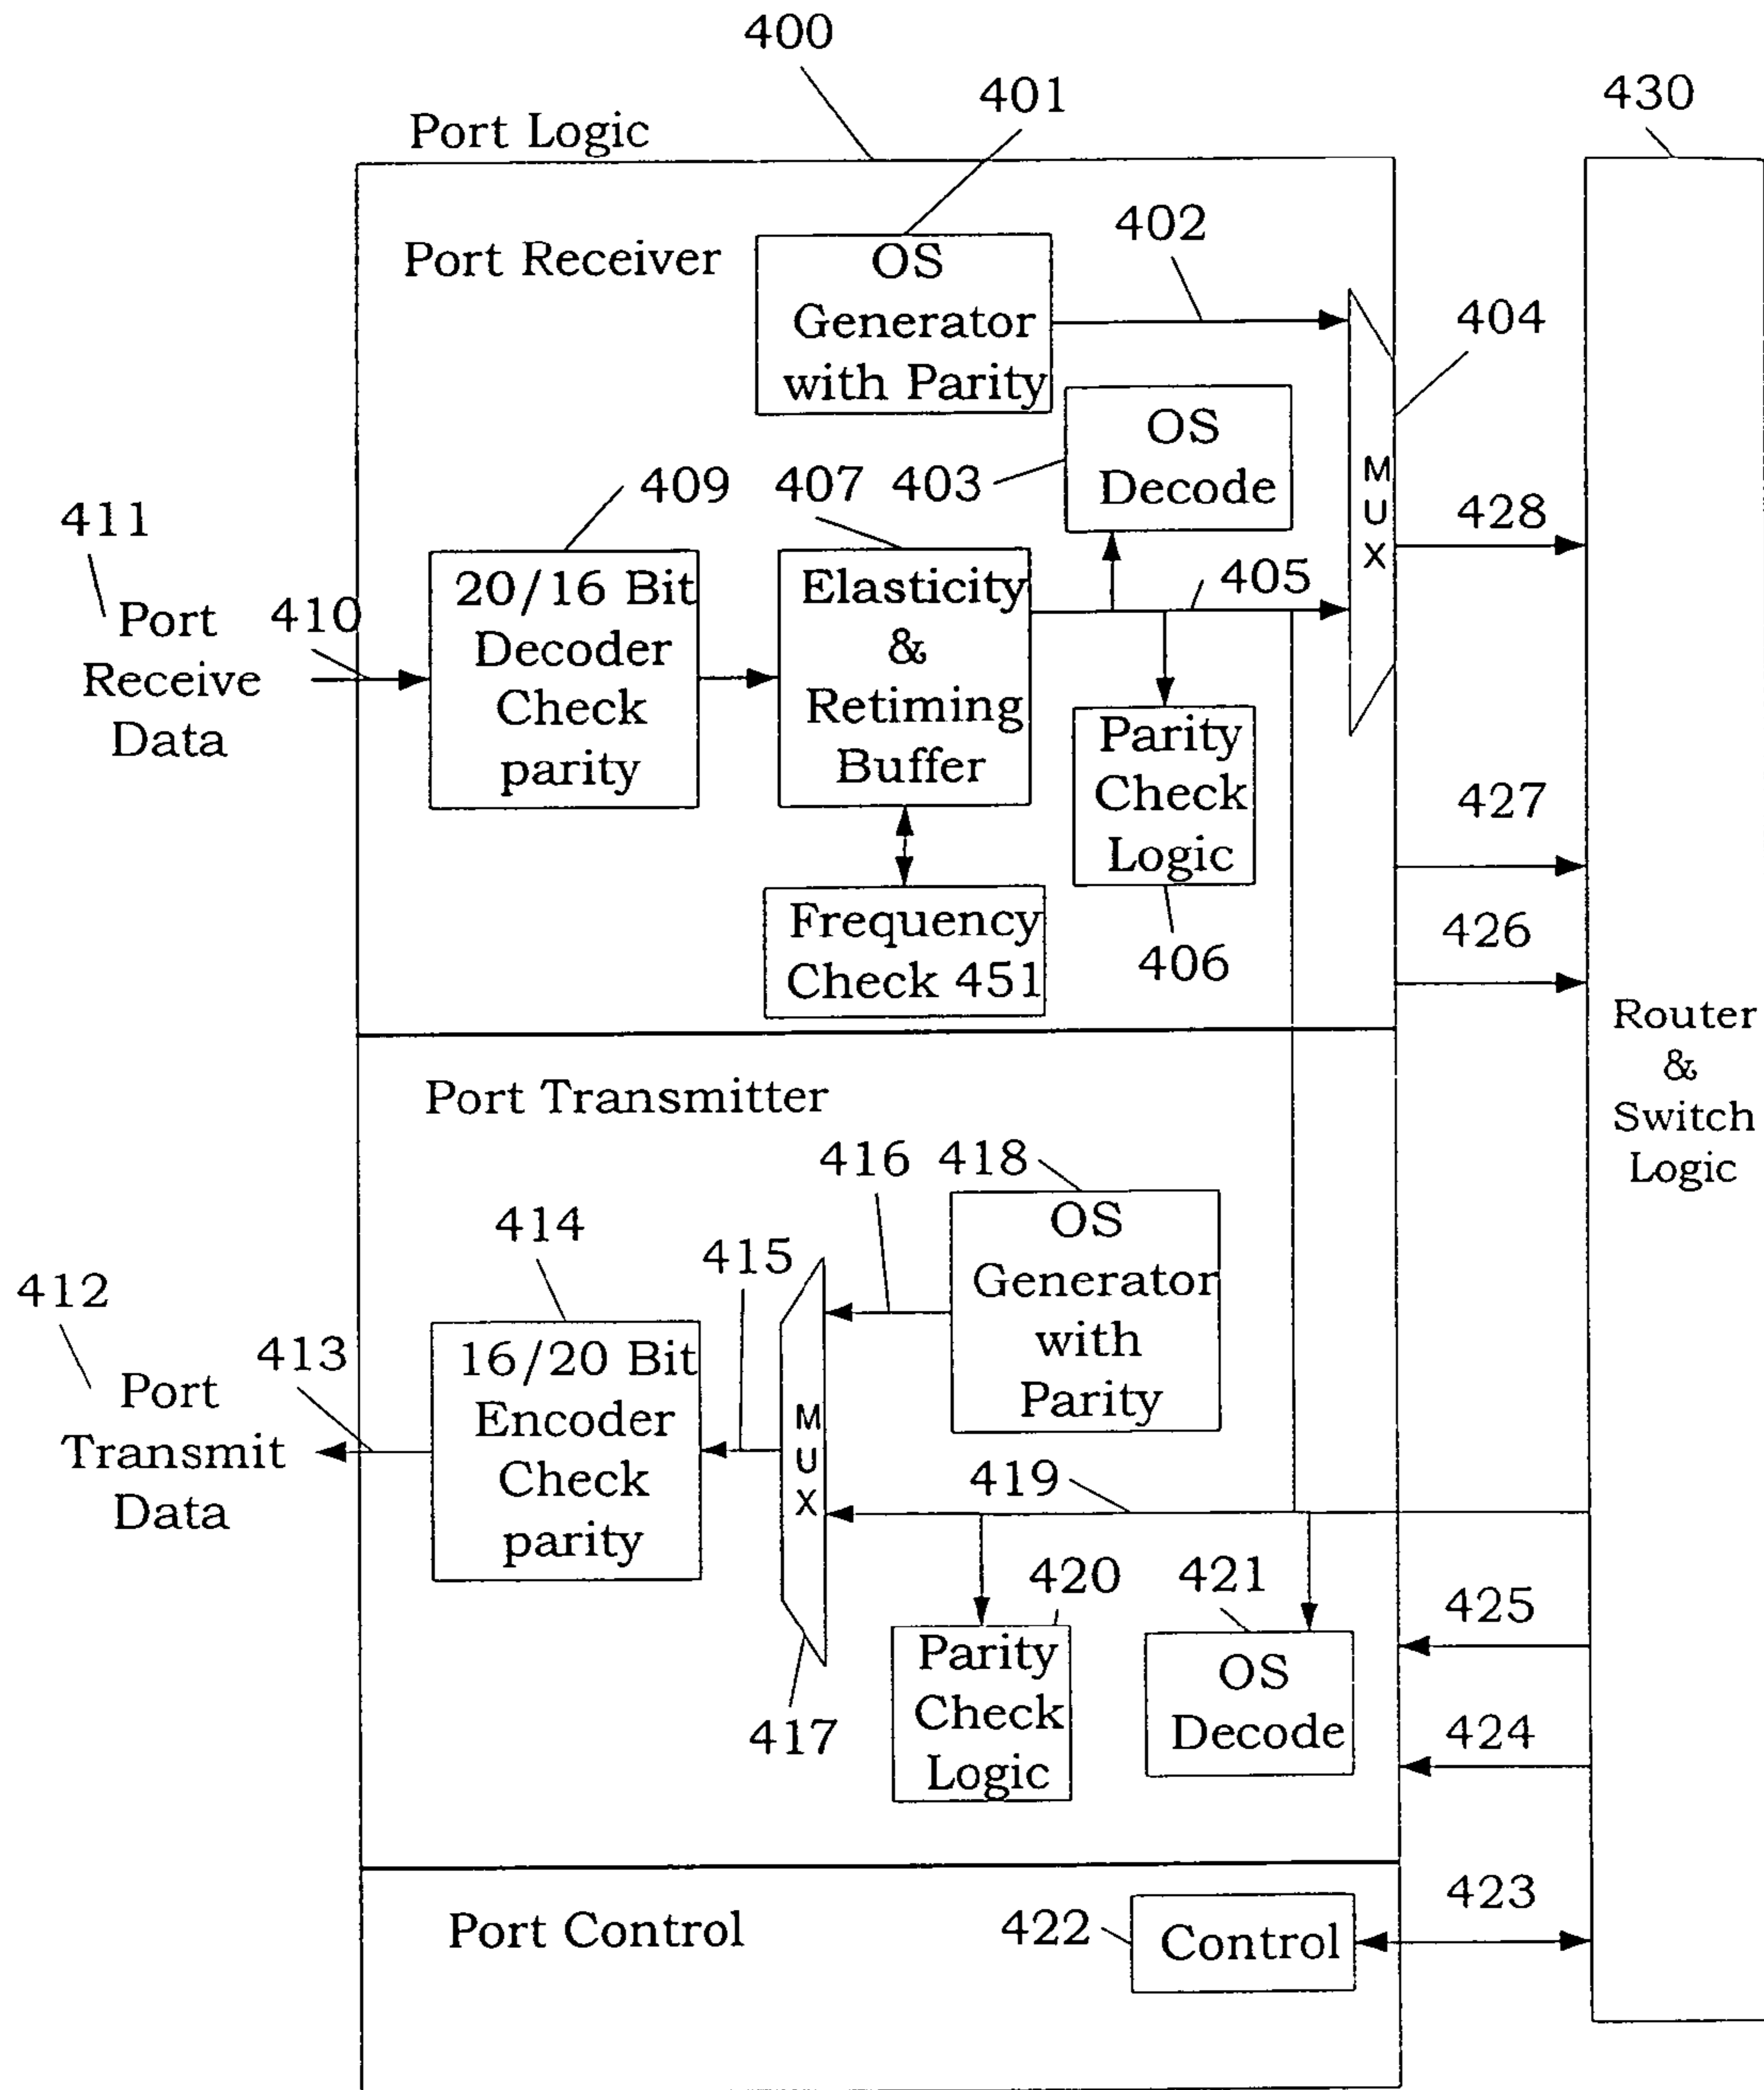 400
401
430
Port Logic
402
Port Receiver
OS
Generator
with Parity
404
OS
Decode
409
407
403
MUX
428
411
Port
Receive
Data
410
20/16 Bit
Decoder
Check
parity
Elasticity
&
Retiming
Buffer
405
Parity
Check
Logic
427
Frequency
Check 451
406
426
Router
&
Switch
Logic
Port Transmitter
416
418
OS
Generator
with
Parity
414
415
412
Port
Transmit
Data
413
16/20 Bit
Encoder
Check
parity
MUX
419
420
421
425
Parity
Check
Logic
OS
Decode
417
424
Port Control
422
Control
423